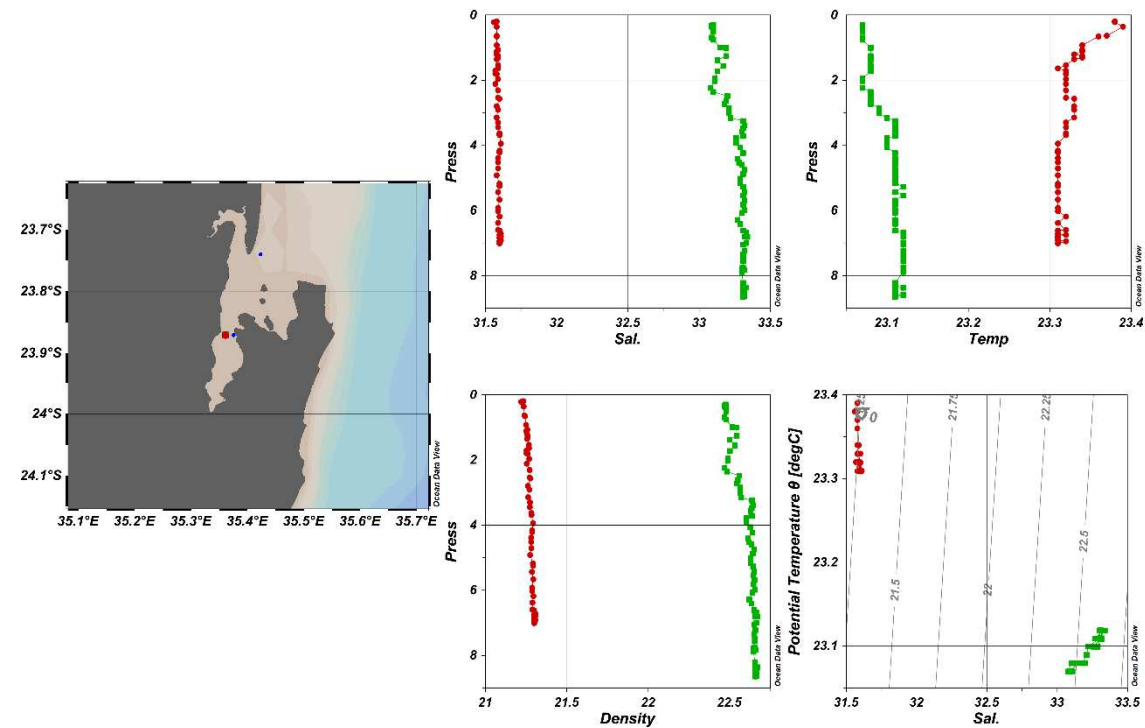 23.7°S
23.8°S
23.9°S
24°S
24.1°S
35.1°E 35.2°E 35.3°E 35.4°E 35.5°E 35.6°E 35.7°E
Ocean Data View
0
2
4
6
8
Press
31.5 32 32.5 33 33.5
Sal.
Ocean Data View
0
2
4
6
8
Press
23.1 23.2 23.3 23.4
Temp
Ocean Data View
0
2
4
6
8
Press
21 21.5 22 22.5
Density
Ocean Data View
23.4
23.3
23.2
23.1
Potential Temperature θ [degC]
σ0
21.5
21.75
22
22.25
22.5
31.5 32 32.5 33 33.5
Sal.
Ocean Data View